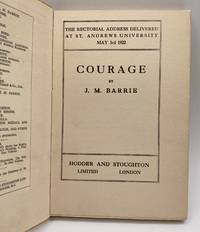 THE RECTORIAL ADDRESS DELIVERED
AT ST. ANDREWS UNIVERSITY
MAY 3rd 1922
COURAGE
BY
J. M. BARRIE
HODDER AND STOUGHTON
LIMITED LONDON